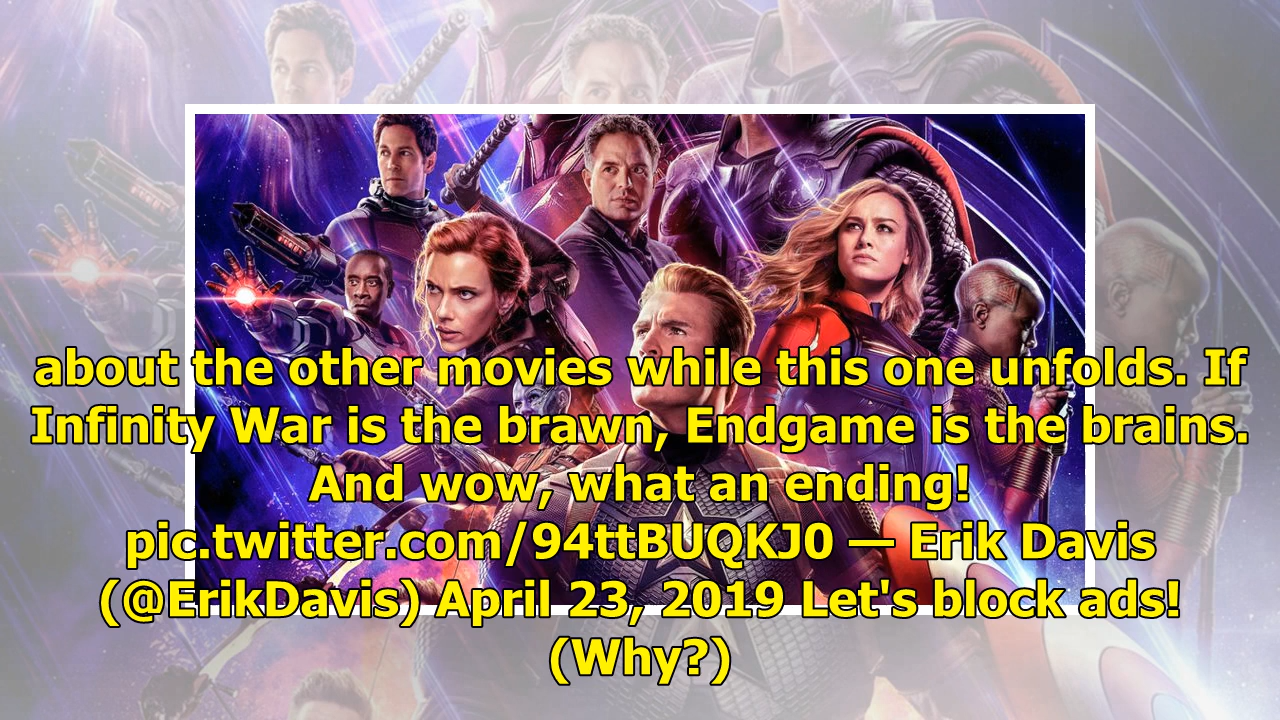 about the other movies while this one unfolds. If
Infinity War is the brawn, Endgame is the brains.
And wow, what an ending!
pic.twitter.com/94ttBUQKJ0 — Erik Davis
(@ErikDavis) April 23, 2019 Let's block ads!
(Why?)